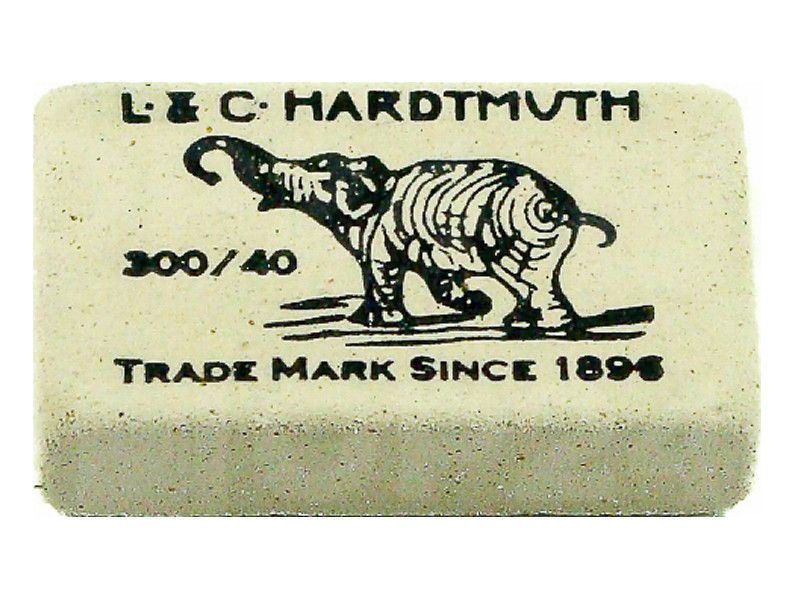 L. & C. HARDTMUTH
300/40
TRADE MARK SINCE 1896